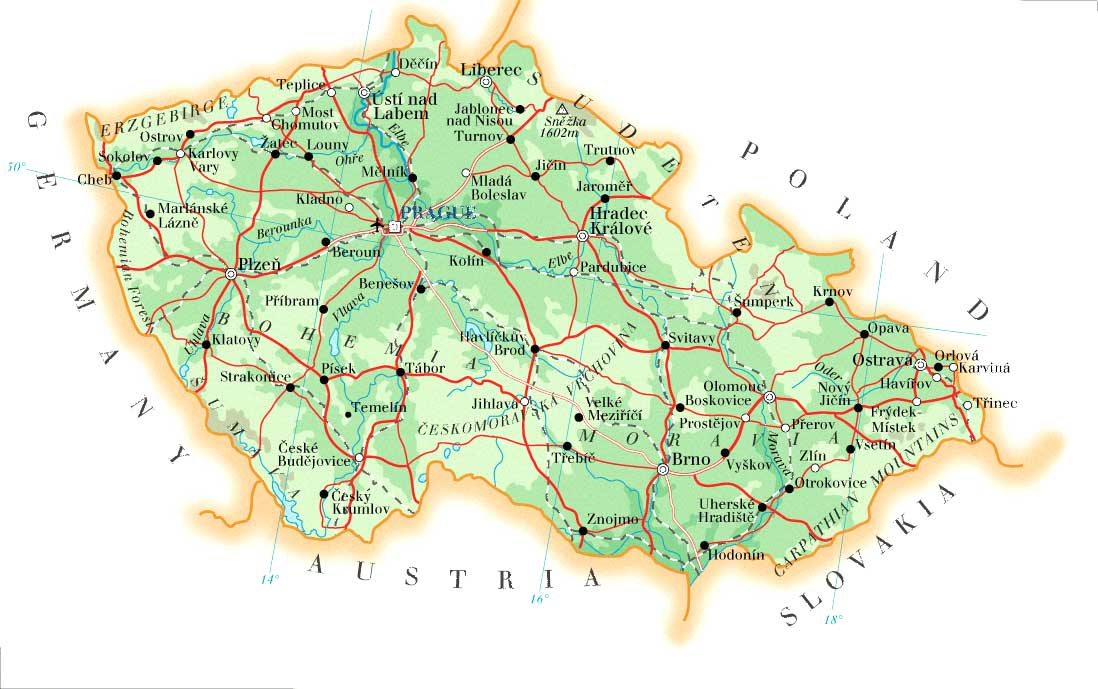 GERMANY
POLAND
SUDETEN
ERZGEBIRGE
Děčín
Liberec
Teplice
Ústí nad
Labem
Jablonec
nad Nisou
Sněžka
1602m
Most
Chomutov
Ostrov
Turnov
Elbe
Sokolov
Karlovy
Vary
Žatec
Louny
Ohře
Trutnov
Jičín
50°
Cheb
Mělník
Mladá
Boleslav
Jaroměř
Mariánské
Lázně
Kladno
PRAGUE
Hradec
Králové
Berounka
Beroun
Kolín
Elbe
Pardubice
Bohemian Forest
Plzeň
Benešov
Příbram
Vltava
Šumperk
Krnov
Opava
BOHEMIA
Úhlava
Klatovy
Havlíčkův
Brod
Svitavy
Ostrava
Orlová
Karviná
Strakonice
Písek
Tábor
Oder
Havířov
Olomouc
Boskovice
Nový
Jičín
Temelín
Jihlava
Velké
Meziříčí
Prostějov
Přerov
Frýdek-
Místek
Třinec
ČESKOMORAVSKÁ VRCHOVINA
MORAVIA
ŠUMAVA
České
Budějovice
Třebíč
Brno
Vyškov
Morava
Zlín
Vsetín
Otrokovice
Český
Krumlov
Znojmo
Uherské
Hradiště
Hodonín
CARPATHIAN MOUNTAINS
SLOVAKIA
AUSTRIA
14°
16°
18°